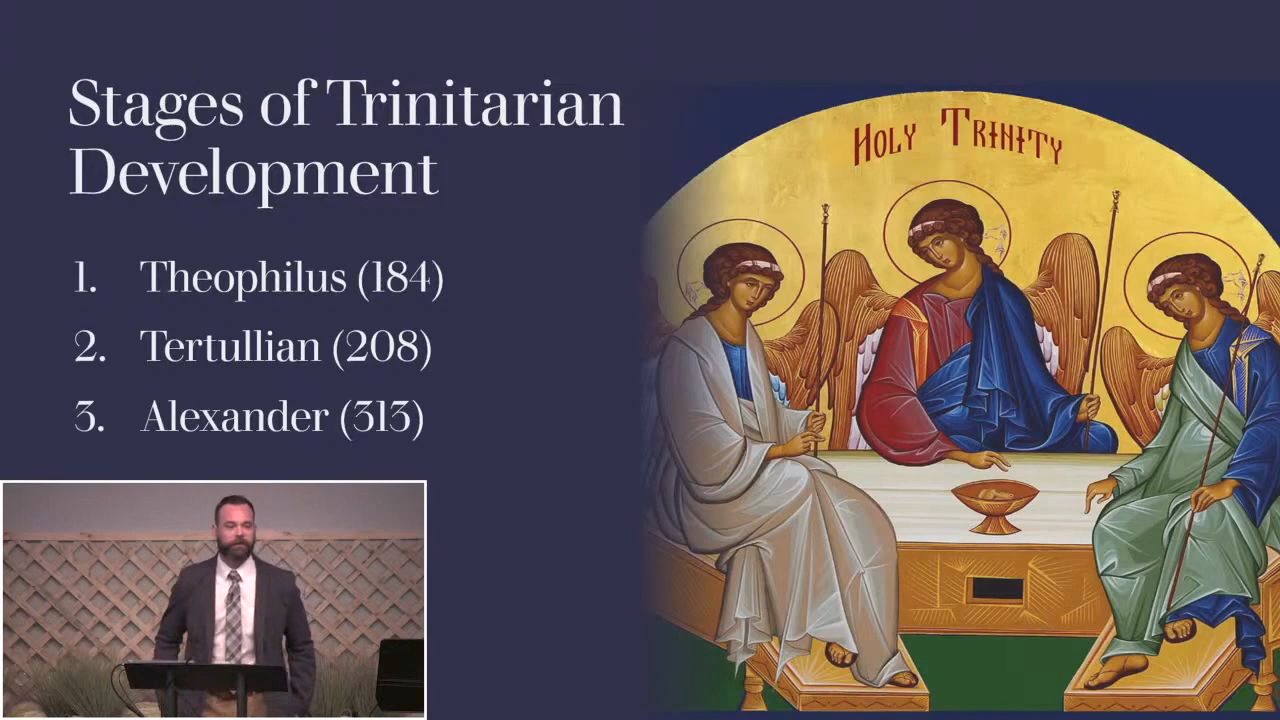 Stages of Trinitarian
Development
1. Theophilus (184)
2. Tertullian (208)
3. Alexander (313)
HOLY TRINITY